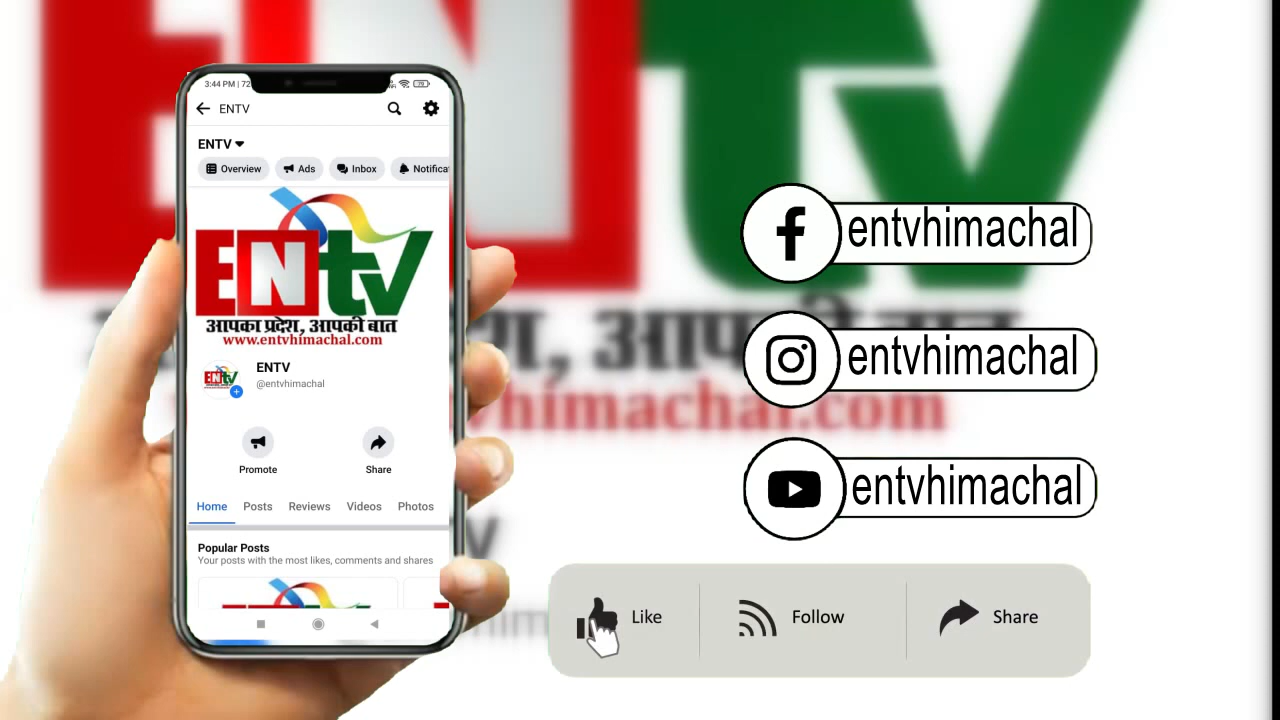 3:44 PM | 72
ENTV
ENTV
Overview
Ads
Inbox
Notifica
ENtv
आपका प्रदेश, आपकी बात
www.entvhimachal.com
ENTV
@entvhimachal
Promote
Share
Home
Posts
Reviews
Videos
Photos
Popular Posts
Your posts with the most likes, comments and shares
entvhimachal
entvhimachal
entvhimachal
Like
Follow
Share